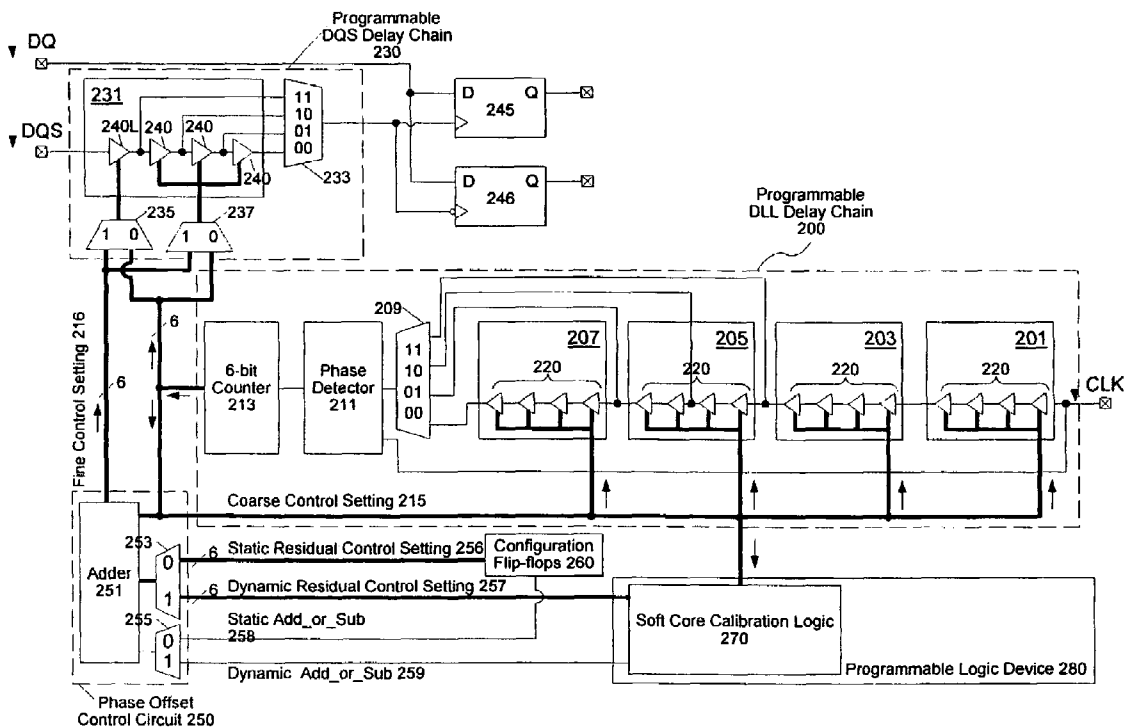 Programmable
DQS Delay Chain
230
DQ
231
240L
240
240
240
11
10
01
00
233
DQS
D Q
245
D Q
246
235
1 0
237
1 0
Programmable
DLL Delay Chain
200
6
6
Fine Control Setting 216
6-bit
Counter
213
Phase
Detector
211
209
11
10
01
00
207
220
205
220
203
220
201
220
CLK
Coarse Control Setting 215
Adder
251
253
0
1
255
0
1
6
Static Residual Control Setting 256
Configuration
Flip-flops 260
6
Dynamic Residual Control Setting 257
Static Add_or_Sub
258
Dynamic Add_or_Sub 259
Soft Core Calibration Logic
270
Programmable Logic Device 280
Phase Offset
Control Circuit 250